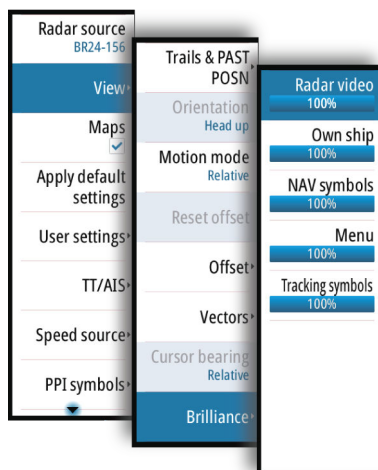 Radar source
BR24-156
View
Maps
Apply default
settings
User settings
TT/AIS
Speed source
PPI symbols
Trails & PAST
POSN
Orientation
Head up
Motion mode
Relative
Reset offset
Offset
Vectors
Cursor bearing
Relative
Brilliance
Radar video
100%
Own ship
100%
NAV symbols
100%
Menu
100%
Tracking symbols
100%